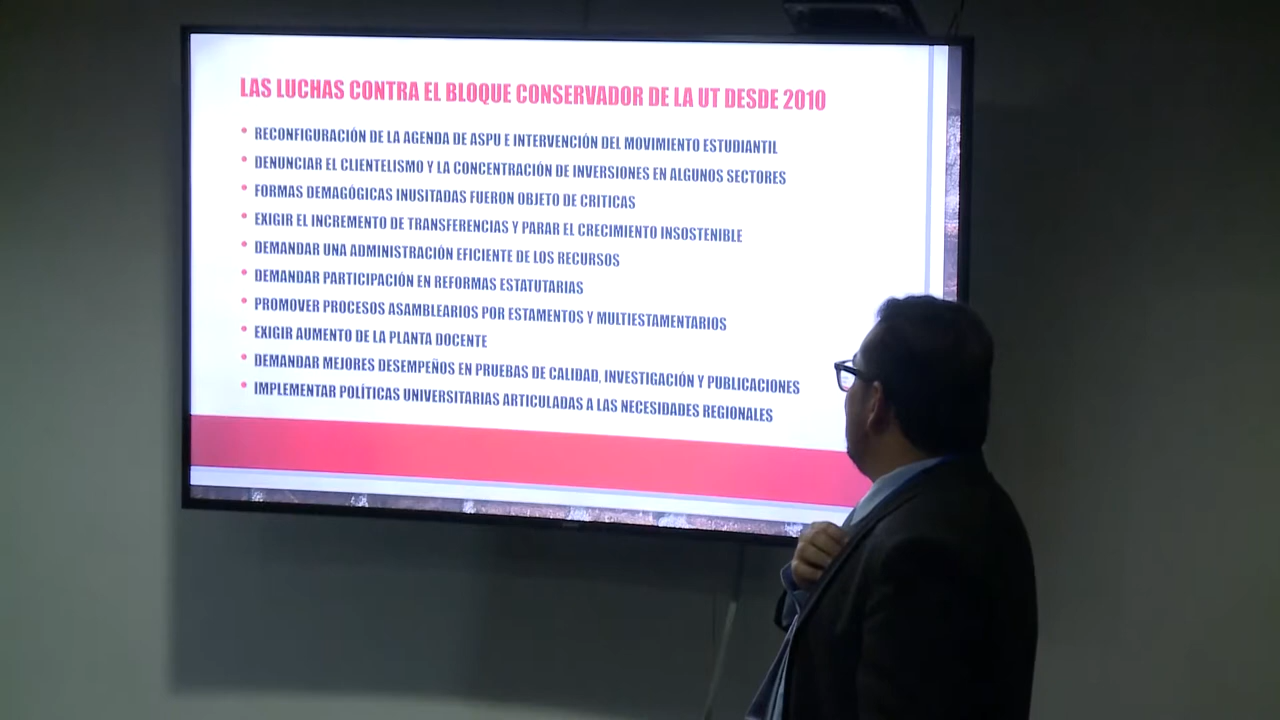 LAS LUCHAS CONTRA EL BLOQUE CONSERVADOR DE LA UT DESDE 2010
• RECONFIGURACIÓN DE LA AGENDA DE ASPU E INTERVENCIÓN DEL MOVIMIENTO ESTUDIANTIL
• DENUNCIAR EL CLIENTELISMO Y LA CONCENTRACIÓN DE INVERSIONES EN ALGUNOS SECTORES
• FORMAS DEMAGÓGICAS INUSITADAS FUERON OBJETO DE CRITICAS
• EXIGIR EL INCREMENTO DE TRANSFERENCIAS Y PARAR EL CRECIMIENTO INSOSTENIBLE
• DEMANDAR UNA ADMINISTRACIÓN EFICIENTE DE LOS RECURSOS
• DEMANDAR PARTICIPACIÓN EN REFORMAS ESTATUTARIAS
• PROMOVER PROCESOS ASAMBLEARIOS POR ESTAMENTOS Y MULTIESTAMENTARIOS
• EXIGIR AUMENTO DE LA PLANTA DOCENTE
• DEMANDAR MEJORES DESEMPEÑOS EN PRUEBAS DE CALIDAD, INVESTIGACIÓN Y PUBLICACIONES
• IMPLEMENTAR POLÍTICAS UNIVERSITARIAS ARTICULADAS A LAS NECESIDADES REGIONALES